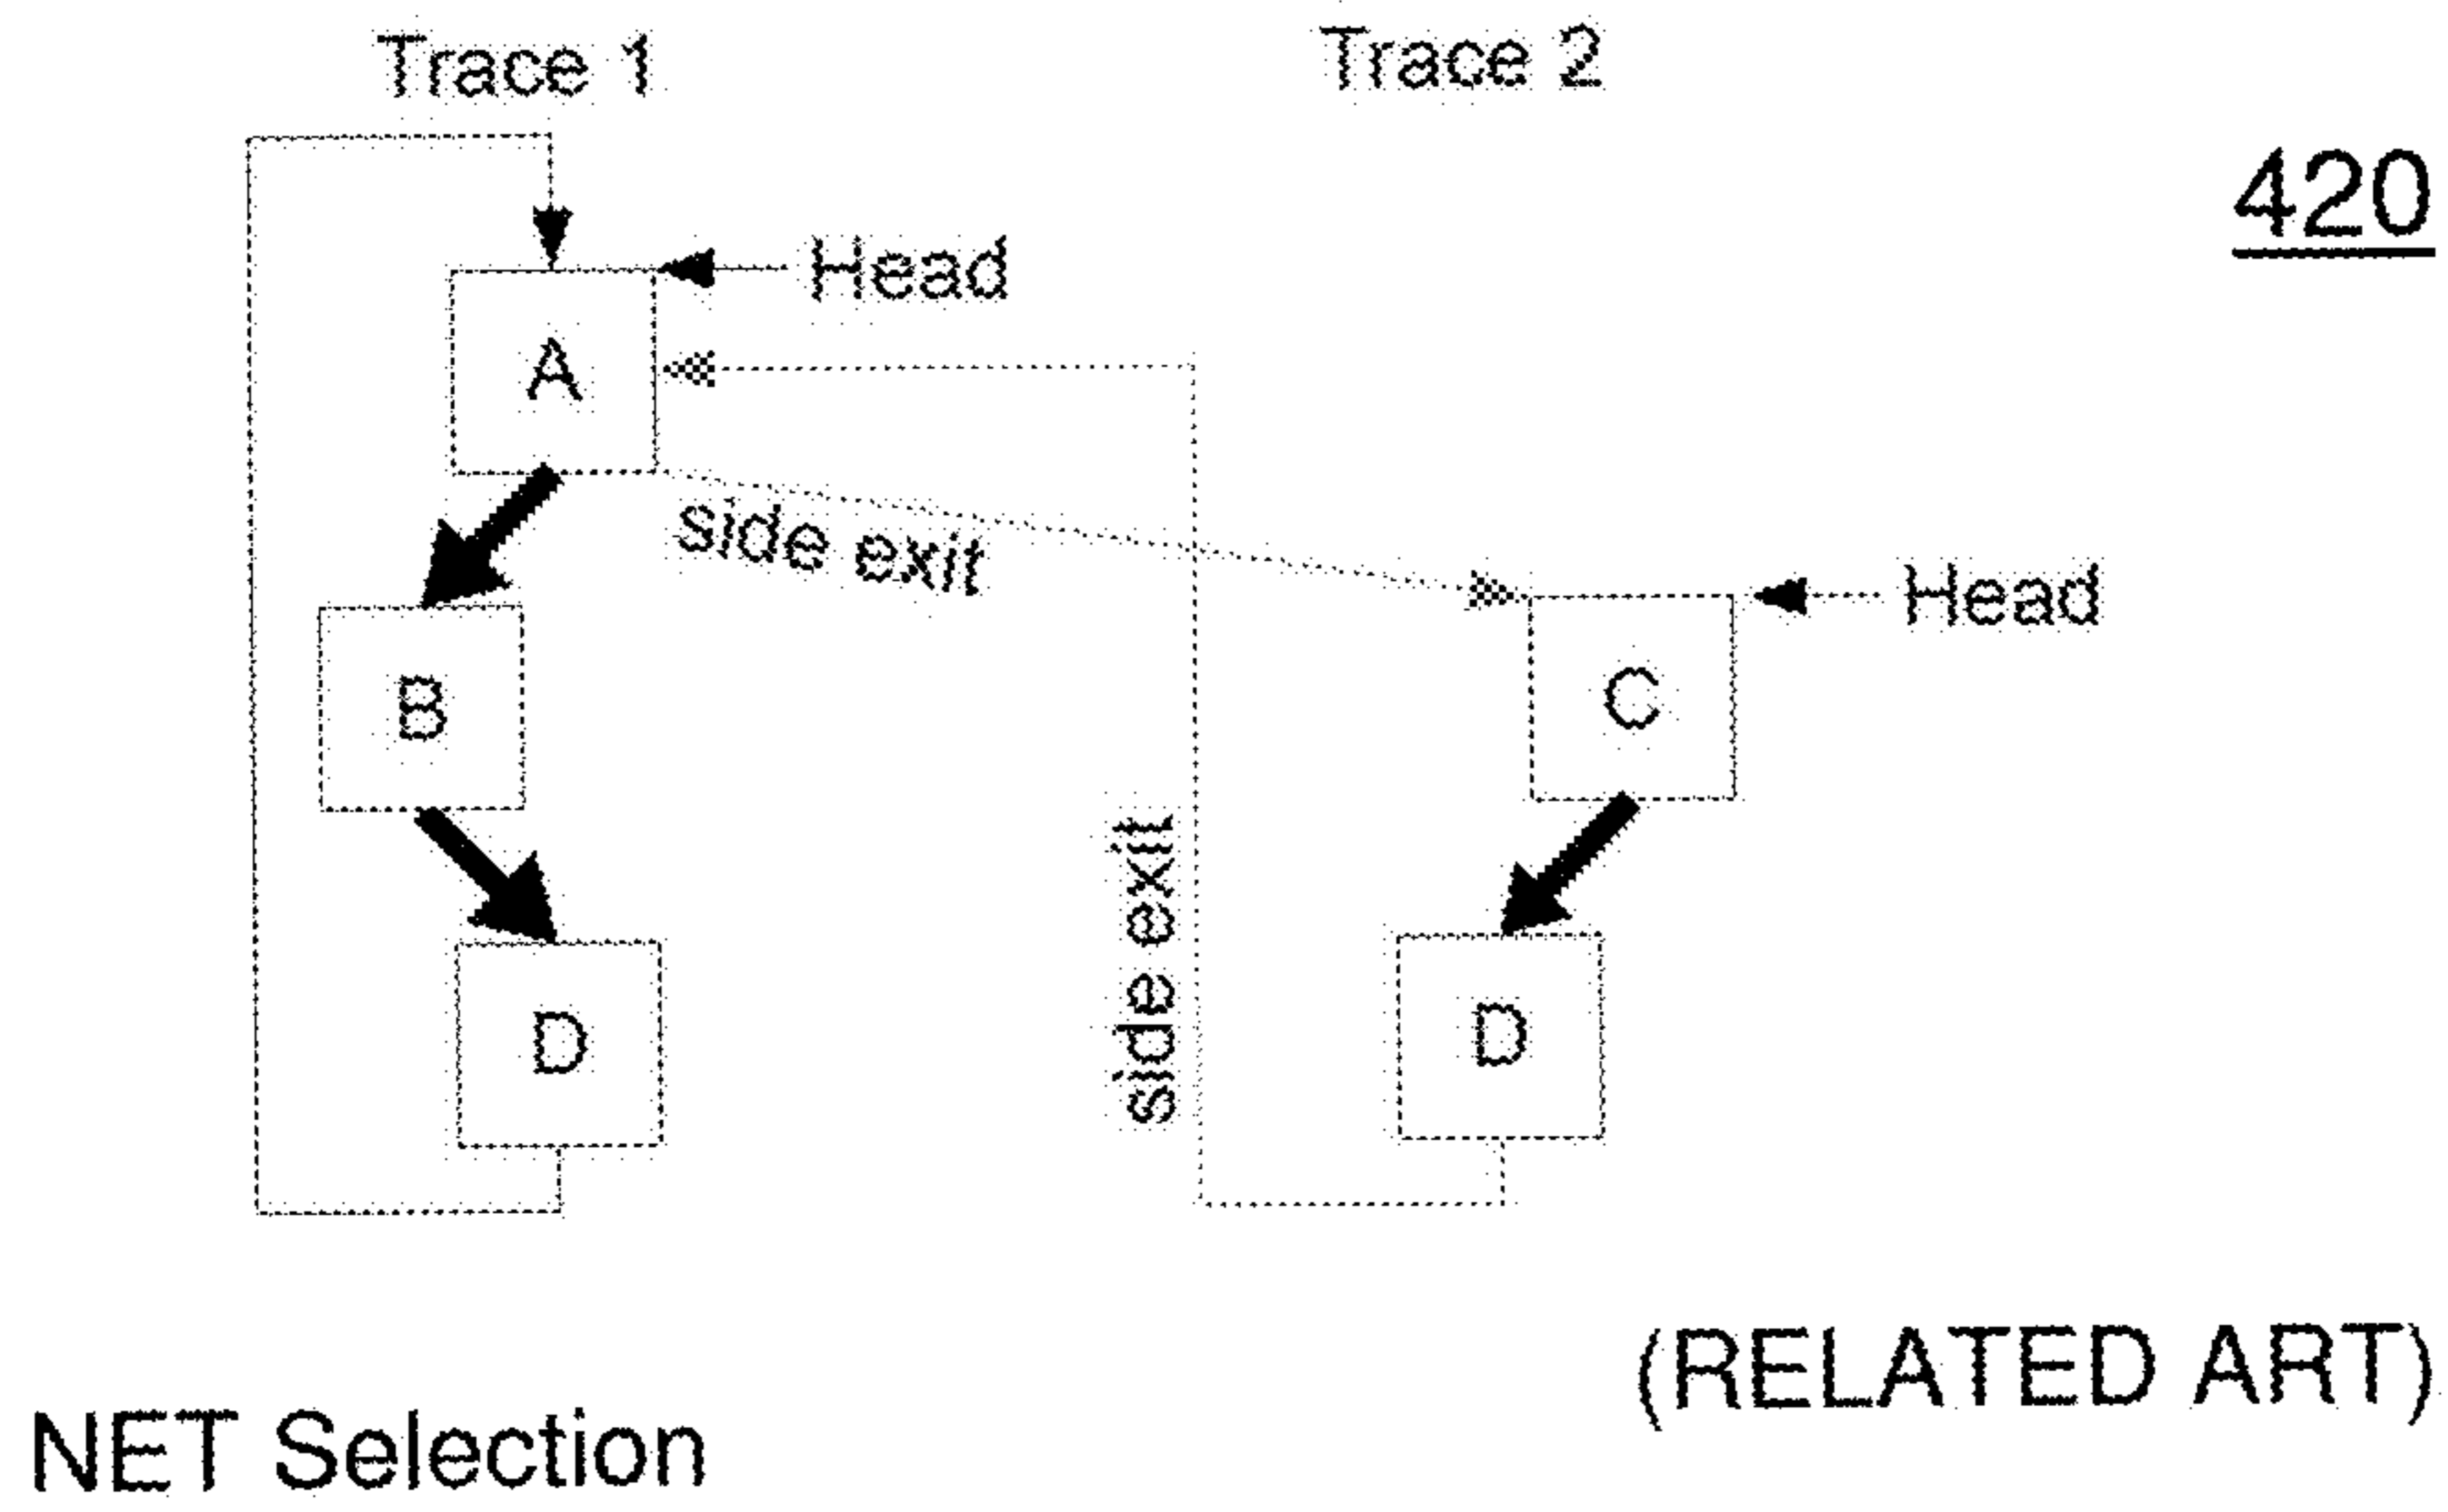 Trace 1
Trace 2
420
Head
A
side exit
Head
B
C
side exit
D
D
(RELATED ART)
NET Selection